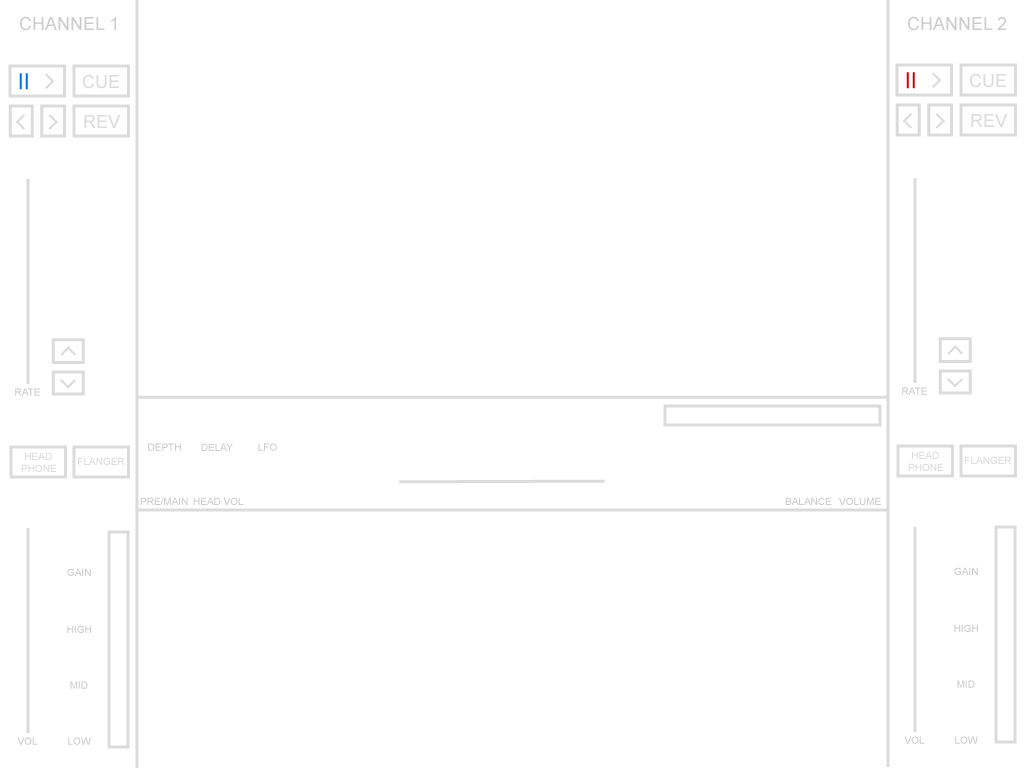 CHANNEL 1
CHANNEL 2
CUE
CUE
REV
REV
RATE
RATE
DEPTH
DELAY
LFO
HEAD
PHONE
FLANGER
HEAD
PHONE
FLANGER
PRE/MAIN
HEAD VOL
BALANCE
VOLUME
GAIN
GAIN
HIGH
HIGH
MID
MID
VOL
LOW
VOL
LOW